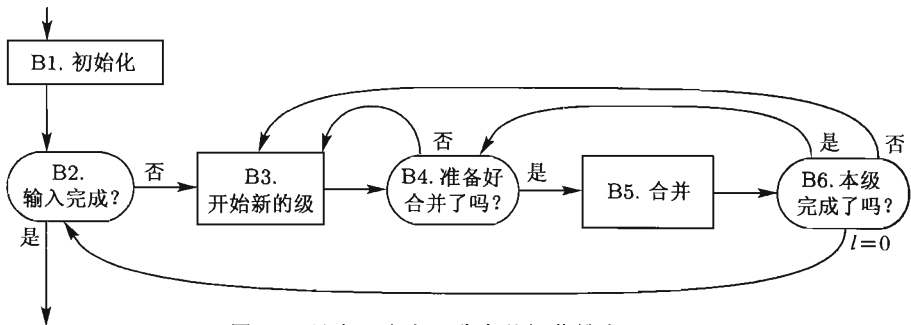 B1. 初始化
B2.
输入完成?
否
是
B3.
开始新的级
否
B4. 准备好
合并了吗?
是
B5. 合并
是
否
B6. 本级
完成了吗?
l=0